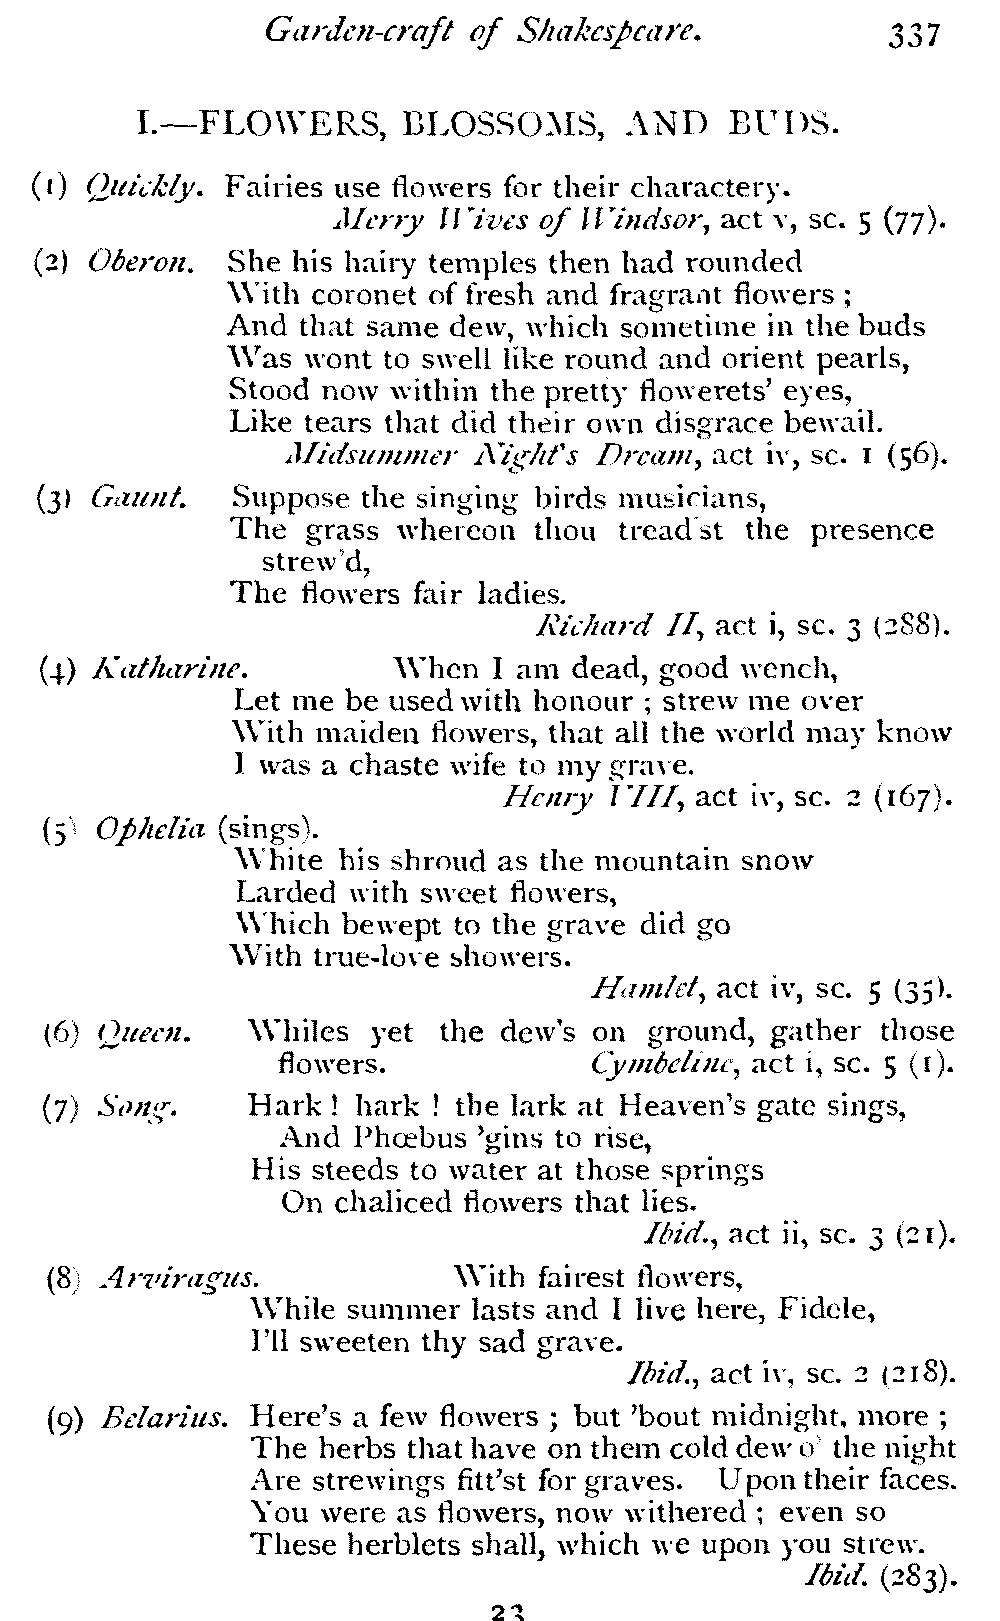 Garden-craft of Shakespeare. 337
I.—FLOWERS, BLOSSOMS, AND BUDS.
(1) Quickly. Fairies use flowers for their charactery.
Merry Wives of Windsor, act v, sc. 5 (77).
(2) Oberon. She his hairy temples then had rounded
With coronet of fresh and fragrant flowers ;
And that same dew, which sometime in the buds
Was wont to swell like round and orient pearls,
Stood now within the pretty flowerets' eyes,
Like tears that did their own disgrace bewail.
Midsummer Night's Dream, act iv, sc. 1 (56).
(3) Gaunt. Suppose the singing birds musicians,
The grass whereon thou tread'st the presence
strew'd,
The flowers fair ladies.
Richard II, act i, sc. 3 (288).
(4) Katharine. When I am dead, good wench,
Let me be used with honour ; strew me over
With maiden flowers, that all the world may know
I was a chaste wife to my grave.
Henry VIII, act iv, sc. 2 (167).
(5) Ophelia (sings).
White his shroud as the mountain snow
Larded with sweet flowers,
Which bewept to the grave did go
With true-love showers.
Hamlet, act iv, sc. 5 (35).
(6) Queen. Whiles yet the dew's on ground, gather those
flowers. Cymbeline, act i, sc. 5 (1).
(7) Song. Hark ! hark ! the lark at Heaven's gate sings,
And Phœbus 'gins to rise,
His steeds to water at those springs
On chaliced flowers that lies.
Ibid., act ii, sc. 3 (21).
(8) Arviragus. With fairest flowers,
While summer lasts and I live here, Fidele,
I'll sweeten thy sad grave.
Ibid., act iv, sc. 2 (218).
(9) Belarius. Here's a few flowers ; but 'bout midnight, more ;
The herbs that have on them cold dew o' the night
Are strewings fitt'st for graves. Upon their faces.
You were as flowers, now withered ; even so
These herblets shall, which we upon you strew.
Ibid. (283).
23